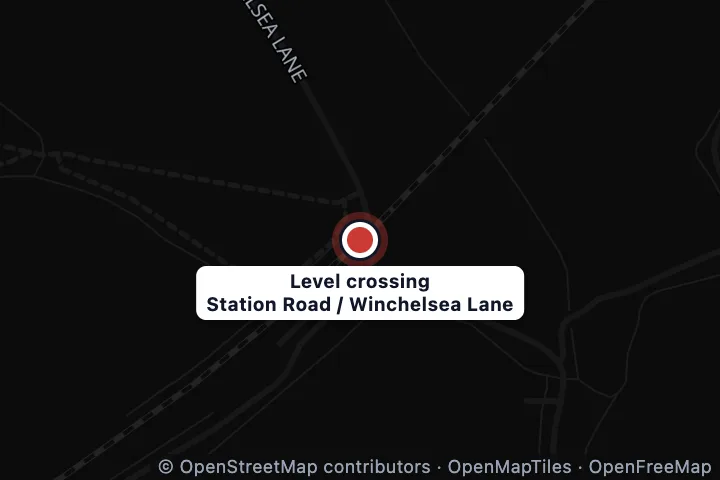 LSEA LANE
Level crossing
Station Road / Winchelsea Lane
© OpenStreetMap contributors · OpenMapTiles · OpenFreeMap